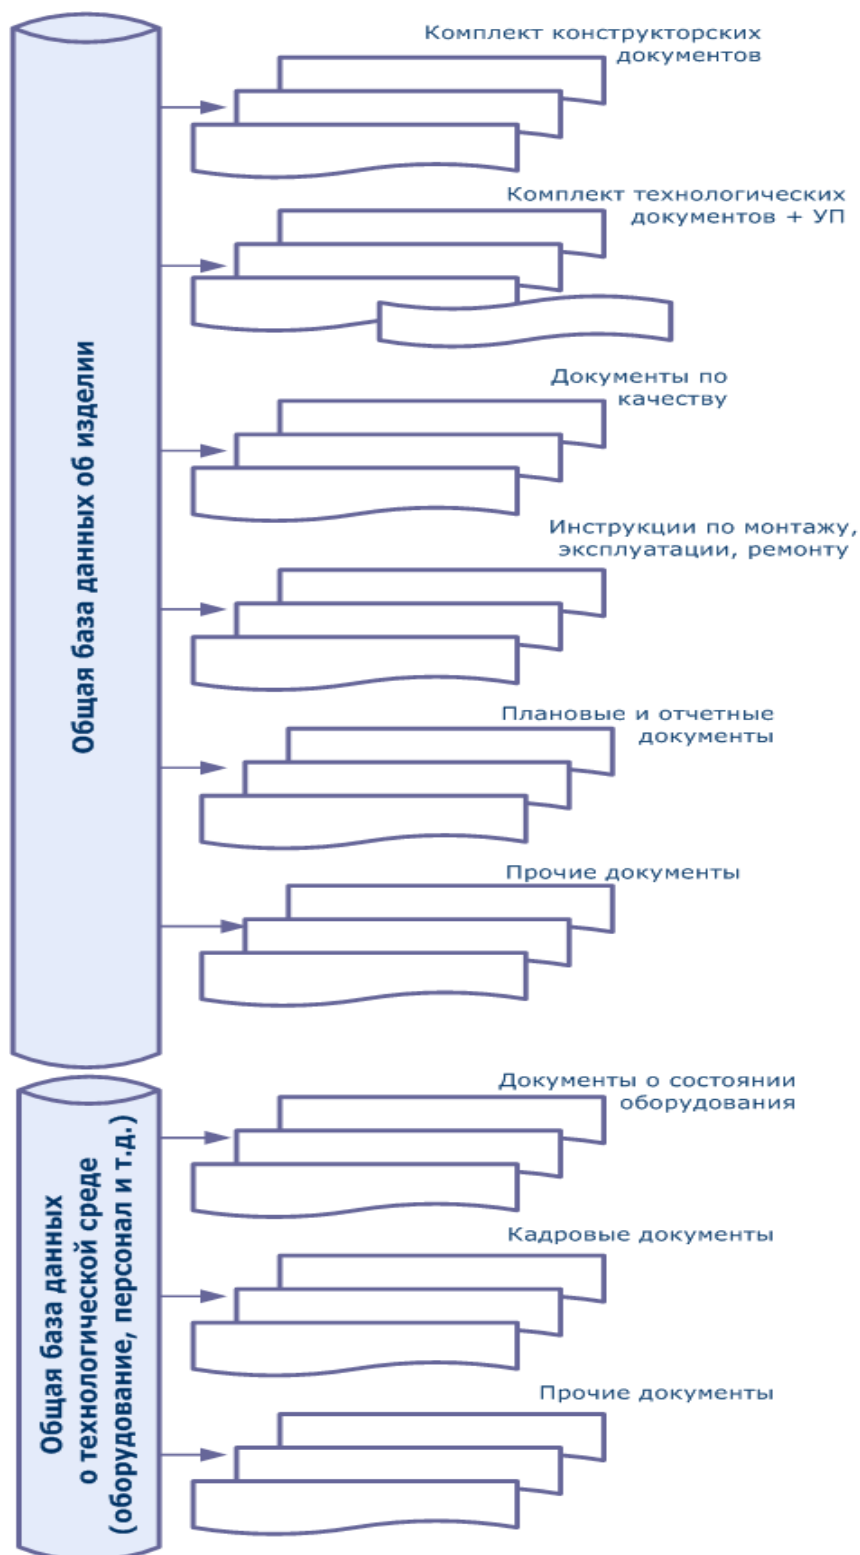 Комплект конструкторских
документов
Комплект технологических
документов + УП
Документы по
качеству
Инструкции по монтажу,
эксплуатации, ремонту
Плановые и отчетные
документы
Прочие документы
Общая база данных об изделии
Документы о состоянии
оборудования
Кадровые документы
Прочие документы
Общая база данных
о технологической среде
(оборудование, персонал и т.д.)